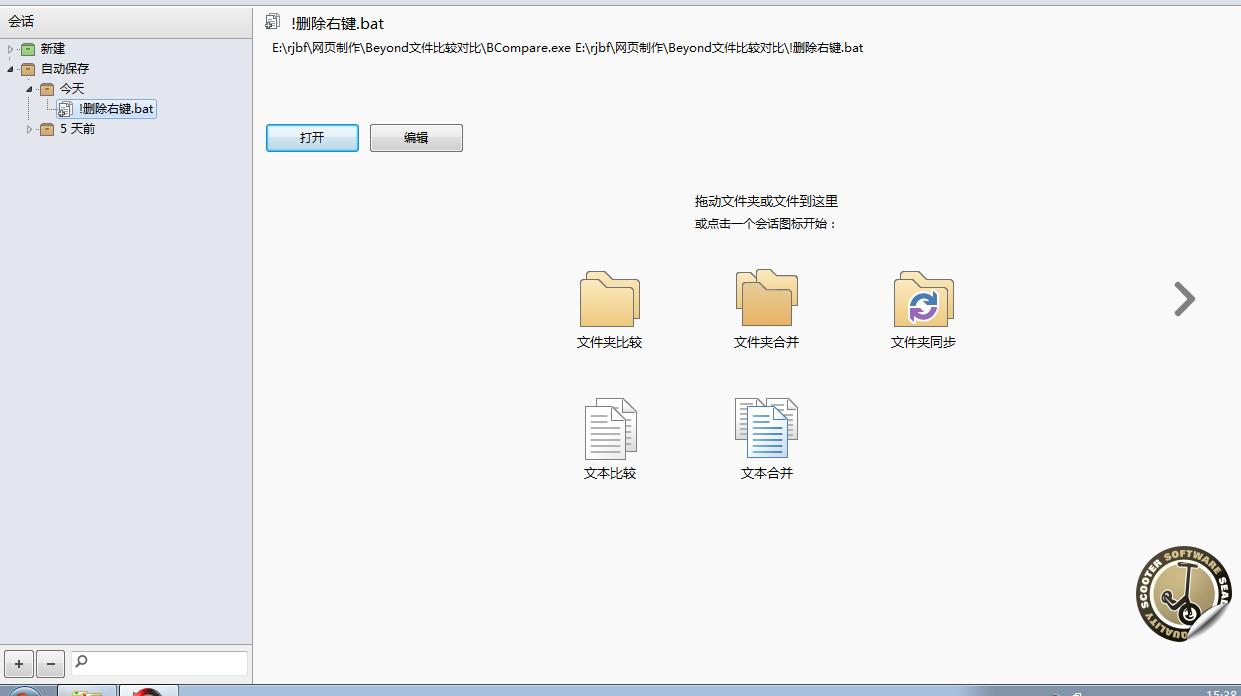 会话
新建
自动保存
今天
!删除右键.bat
5 天前
!删除右键.bat
E:\rjbf\网页制作\Beyond文件比较对比\BCompare.exe E:\rjbf\网页制作\Beyond文件比较对比\!删除右键.bat
打开
编辑
拖动文件夹或文件到这里
或点击一个会话图标开始：
文件夹比较
文件夹合并
文件夹同步
文本比较
文本合并
SCOOTER SOFTWARE SEAL
QUALITY
15:38